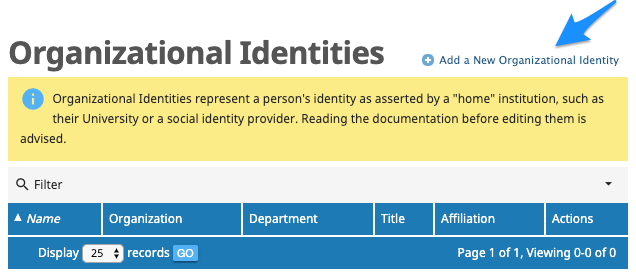 Organizational Identities
Add a New Organizational Identity
Organizational Identities represent a person's identity as asserted by a "home" institution, such as
their University or a social identity provider. Reading the documentation before editing them is
advised.
Filter
Name Organization Department Title Affiliation Actions
Display 25 records GO Page 1 of 1, Viewing 0-0 of 0